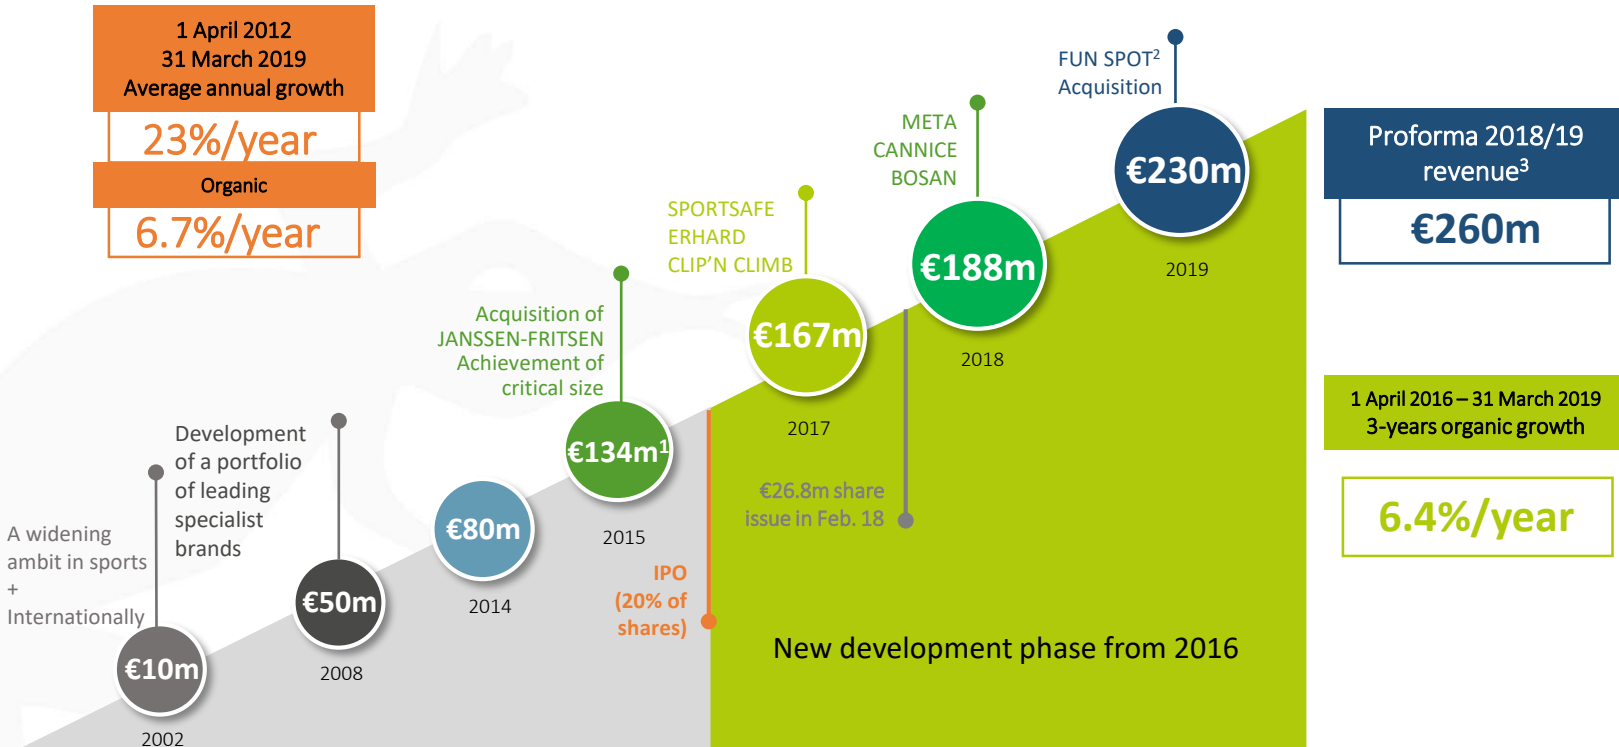 1 April 2012
31 March 2019
Average annual growth
23%/year
Organic
6.7%/year
A widening
ambit in sports
+
Internationally
€10m
2002
Development
of a portfolio
of leading
specialist
brands
€50m
2008
€80m
2014
Acquisition of
JANSSEN-FRITSEN
Achievement of
critical size
€134m¹
2015
IPO
(20% of
shares)
SPORTSAFE
ERHARD
CLIP’N CLIMB
€167m
2017
€26.8m share
issue in Feb. 18
META
CANNICE
BOSAN
€188m
2018
FUN SPOT²
Acquisition
€230m
2019
New development phase from 2016
Proforma 2018/19
revenue³
€260m
1 April 2016 – 31 March 2019
3-years organic growth
6.4%/year